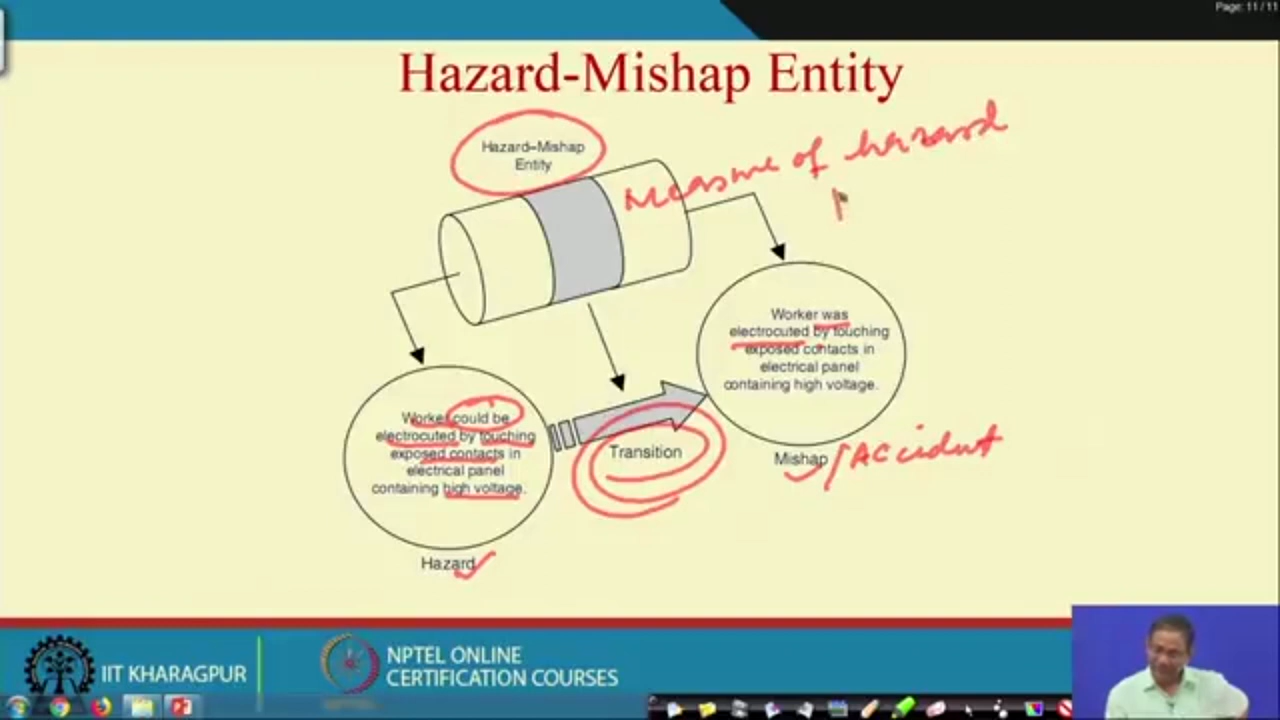 Page: 11 / 11
Hazard-Mishap Entity
Hazard–Mishap
Entity
Measure of hazard
Worker was
electrocuted by touching
exposed contacts in
electrical panel
containing high voltage.
Worker could be
electrocuted by touching
exposed contacts in
electrical panel
containing high voltage.
Transition
Mishap / Accident
Hazard
IIT KHARAGPUR
NPTEL ONLINE
CERTIFICATION COURSES